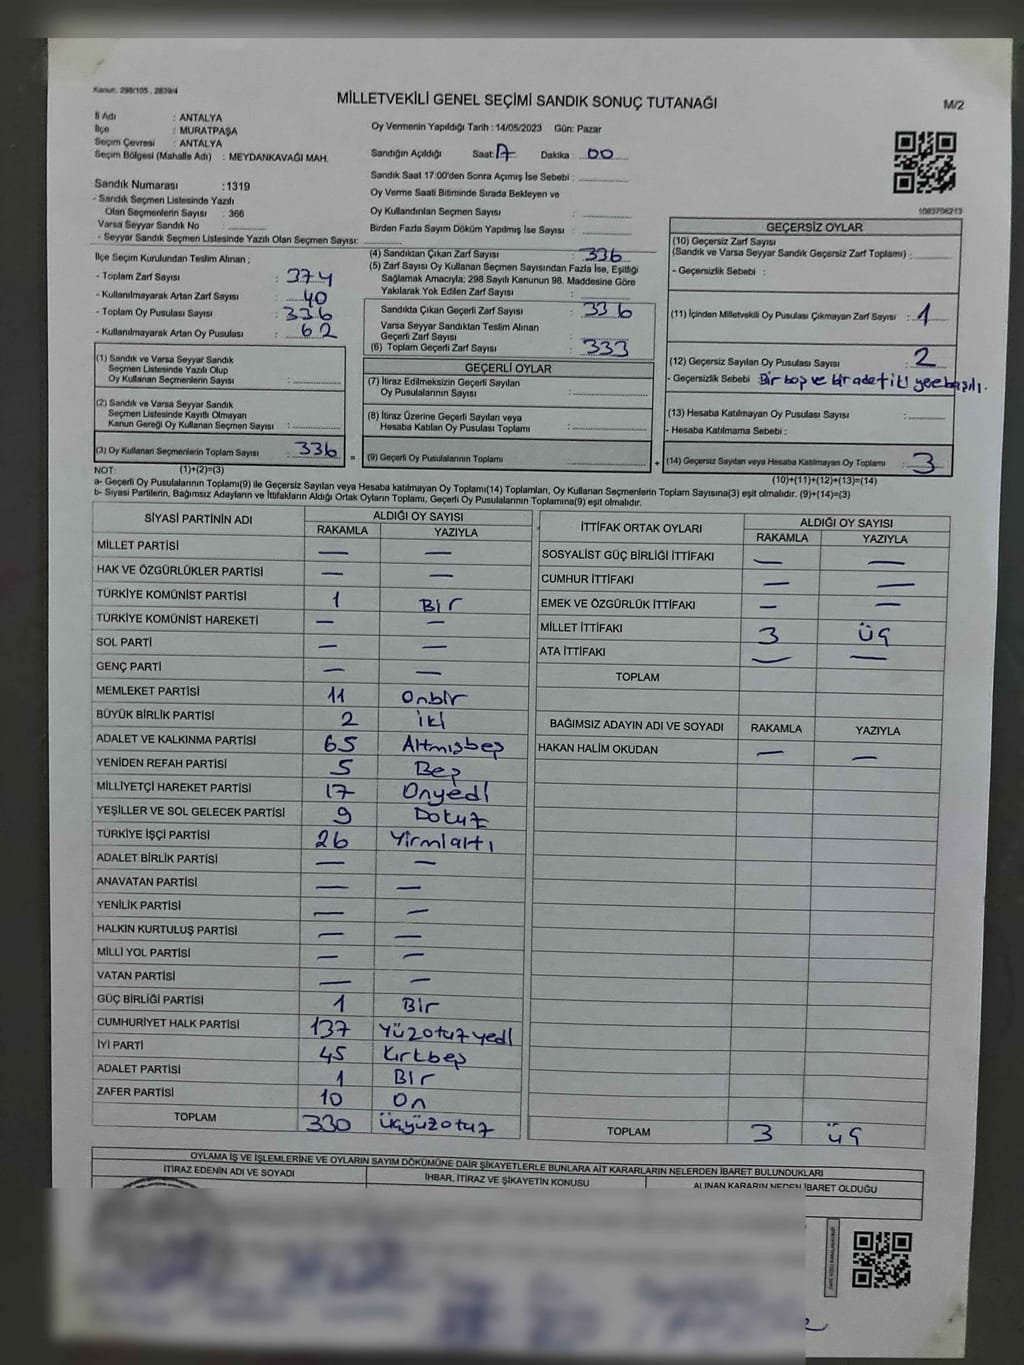 Kanun, 298/105 , 2839/4
MİLLETVEKİLİ GENEL SEÇİMİ SANDIK SONUÇ TUTANAĞI
M/2
İl Adı : ANTALYA
İlçe : MURATPAŞA
Seçim Çevresi : ANTALYA
Seçim Bölgesi (Mahalle Adı) : MEYDANKAVAĞI MAH.
Oy Vermenin Yapıldığı Tarih : 14/05/2023 Gün: Pazar
Sandığın Açıldığı Saat: 17 Dakika : 00
Sandık Saat 17:00'den Sonra Açımış İse Sebebi :
Oy Verme Saati Bitiminde Sırada Bekleyen ve
Oy Kullandırılan Seçmen Sayısı :
Birden Fazla Sayım Döküm Yapılmış İse Sayısı :
Sandık Numarası :1319
- Sandık Seçmen Listesinde Yazılı
Olan Seçmenlerin Sayısı : 366
Varsa Seyyar Sandık No :
- Seyyar Sandık Seçmen Listesinde Yazılı Olan Seçmen Sayısı:
İlçe Seçim Kurulundan Teslim Alınan ;
- Toplam Zarf Sayısı : 374
- Kullanılmayarak Artan Zarf Sayısı : 40
- Toplam Oy Pusulası Sayısı : 336
- Kullanılmayarak Artan Oy Pusulası : 62
(1) Sandık ve Varsa Seyyar Sandık
Seçmen Listesinde Yazılı Olup
Oy Kullanan Seçmenlerin Sayısı :
(2) Sandık ve Varsa Seyyar Sandık
Seçmen Listesinde Kayıtlı Olmayan
Kanun Gereği Oy Kullanan Seçmen Sayısı :
(3) Oy Kullanan Seçmenlerin Toplam Sayısı : 336 =
(4) Sandıktan Çıkan Zarf Sayısı : 336
(5) Zarf Sayısı Oy Kullanan Seçmen Sayısından Fazla İse, Eşitliği
Sağlamak Amacıyla; 298 Sayılı Kanunun 98. Maddesine Göre
Yakılarak Yok Edilen Zarf Sayısı :
Sandıkta Çıkan Geçerli Zarf Sayısı : 336
Varsa Seyyar Sandıktan Teslim Alınan
Geçerli Zarf Sayısı :
(6) Toplam Geçerli Zarf Sayısı : 333
GEÇERLİ OYLAR
(7) İtiraz Edilmeksizin Geçerli Sayılan
Oy Pusulalarının Sayısı :
(8) İtiraz Üzerine Geçerli Sayılan veya
Hesaba Katılan Oy Pusulası Toplamı :
(9) Geçerli Oy Pusulalarının Toplamı : +
1083706213
GEÇERSİZ OYLAR
(10) Geçersiz Zarf Sayısı
(Sandık ve Varsa Seyyar Sandık Geçersiz Zarf Toplamı) :
- Geçersizlik Sebebi :
(11) İçinden Milletvekili Oy Pusulası Çıkmayan Zarf Sayısı : 1
(12) Geçersiz Sayılan Oy Pusulası Sayısı : 2
- Geçersizlik Sebebi Bir boş ve bir adet iki yere basılı.
(13) Hesaba Katılmayan Oy Pusulası Sayısı :
- Hesaba Katılmama Sebebi :
(14) Geçersiz Sayılan veya Hesaba Katılmayan Oy Toplamı : 3
NOT: (1)+(2)=(3) (10)+(11)+(12)+(13)=(14)
a- Geçerli Oy Pusulalarının Toplamı(9) ile Geçersiz Sayılan veya Hesaba katılmayan Oy Toplamı(14) Toplamları, Oy Kullanan Seçmenlerin Toplam Sayısına(3) eşit olmalıdır. (9)+(14)=(3)
b- Siyasi Partilerin, Bağımsız Adayların ve İttifakların Aldığı Ortak Oyların Toplamı, Geçerli Oy Pusulalarının Toplamına(9) eşit olmalıdır.
SİYASİ PARTİNİN ADI ALDIĞI OY SAYISI
RAKAMLA YAZIYLA
MİLLET PARTİSİ — —
HAK VE ÖZGÜRLÜKLER PARTİSİ — —
TÜRKİYE KOMÜNİST PARTİSİ 1 Bir
TÜRKİYE KOMÜNİST HAREKETİ — —
SOL PARTİ — —
GENÇ PARTİ — —
MEMLEKET PARTİSİ 11 Onbir
BÜYÜK BİRLİK PARTİSİ 2 iki
ADALET VE KALKINMA PARTİSİ 65 Altmışbeş
YENİDEN REFAH PARTİSİ 5 Beş
MİLLİYETÇİ HAREKET PARTİSİ 17 Onyedi
YEŞİLLER VE SOL GELECEK PARTİSİ 9 Dokuz
TÜRKİYE İŞÇİ PARTİSİ 26 Yirmialtı
ADALET BİRLİK PARTİSİ — —
ANAVATAN PARTİSİ — —
YENİLİK PARTİSİ — —
HALKIN KURTULUŞ PARTİSİ — —
MİLLİ YOL PARTİSİ — —
VATAN PARTİSİ — —
GÜÇ BİRLİĞİ PARTİSİ 1 Bir
CUMHURİYET HALK PARTİSİ 137 Yüzotuzyedi
İYİ PARTİ 45 Kırkbeş
ADALET PARTİSİ 1 Bir
ZAFER PARTİSİ 10 On
TOPLAM 330 Üçyüzotuz
İTTİFAK ORTAK OYLARI ALDIĞI OY SAYISI
RAKAMLA YAZIYLA
SOSYALİST GÜÇ BİRLİĞİ İTTİFAKI — —
CUMHUR İTTİFAKI — —
EMEK VE ÖZGÜRLÜK İTTİFAKI — —
MİLLET İTTİFAKI 3 üç
ATA İTTİFAKI — —
TOPLAM
BAĞIMSIZ ADAYIN ADI VE SOYADI RAKAMLA YAZIYLA
HAKAN HALİM OKUDAN — —
TOPLAM 3 üç
OYLAMA İŞ VE İŞLEMLERİNE VE OYLARIN SAYIM DÖKÜMÜNE DAİR ŞİKAYETLERLE BUNLARA AİT KARARLARIN NELERDEN İBARET BULUNDUKLARI
İTİRAZ EDENİN ADI VE SOYADI İHBAR, İTİRAZ VE ŞİKAYETİN KONUSU ALINAN KARARIN NEDEN İBARET OLDUĞU